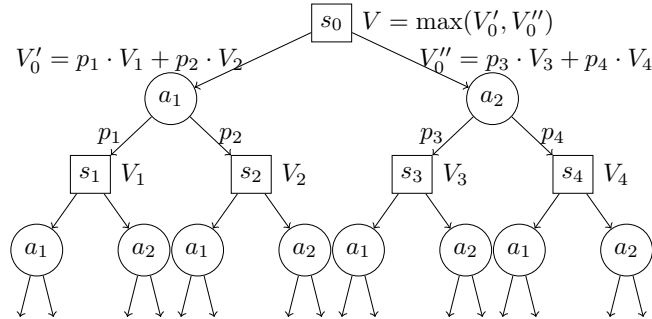 s₀ V = max(V₀′, V₀″)
V₀′ = p₁ · V₁ + p₂ · V₂ V₀″ = p₃ · V₃ + p₄ · V₄
a₁ a₂
p₁ p₂ p₃ p₄
s₁ V₁ s₂ V₂ s₃ V₃ s₄ V₄
a₁ a₂ a₁ a₂ a₁ a₂ a₁ a₂